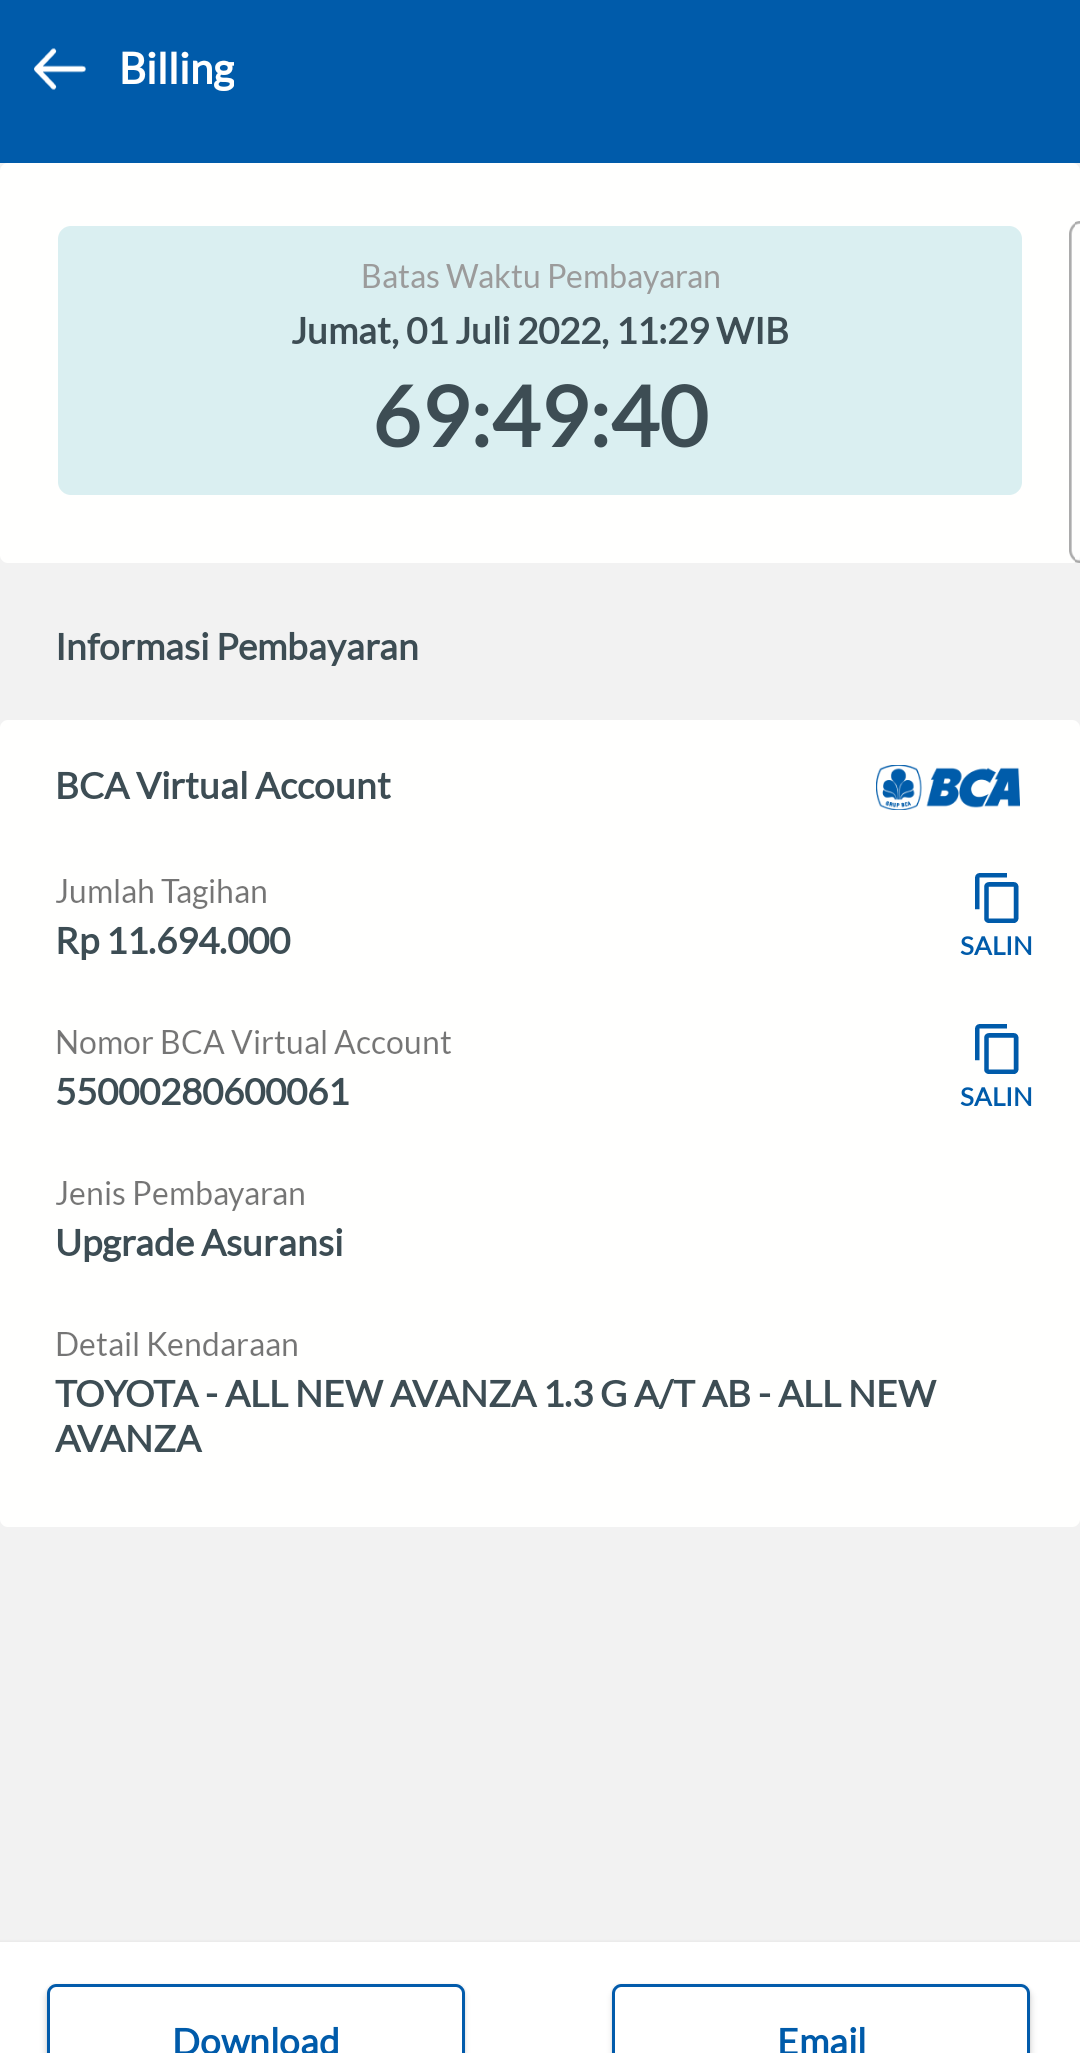 Billing
Batas Waktu Pembayaran
Jumat, 01 Juli 2022, 11:29 WIB
69:49:40
Informasi Pembayaran
BCA Virtual Account
GRUP BCA
BCA
Jumlah Tagihan
Rp 11.694.000
SALIN
Nomor BCA Virtual Account
55000280600061
SALIN
Jenis Pembayaran
Upgrade Asuransi
Detail Kendaraan
TOYOTA - ALL NEW AVANZA 1.3 G A/T AB - ALL NEW
AVANZA
Download
Email